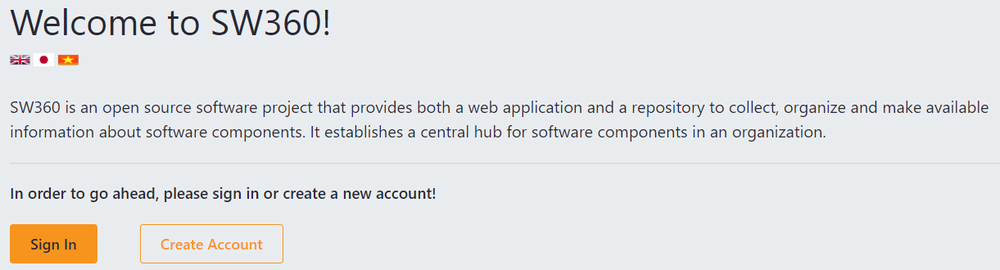 Welcome to SW360!
SW360 is an open source software project that provides both a web application and a repository to collect, organize and make available
information about software components. It establishes a central hub for software components in an organization.
In order to go ahead, please sign in or create a new account!
Sign In
Create Account